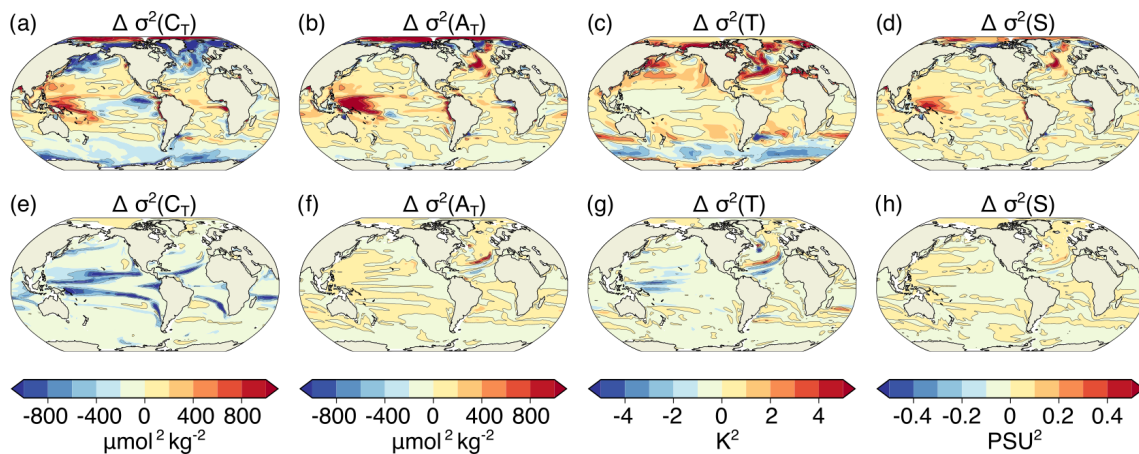 (a) Δ σ²(C_T) (b) Δ σ²(A_T) (c) Δ σ²(T) (d) Δ σ²(S)
(e) Δ σ²(C_T) (f) Δ σ²(A_T) (g) Δ σ²(T) (h) Δ σ²(S)
-800 -400 0 400 800 -800 -400 0 400 800 -4 -2 0 2 4 -0.4 -0.2 0 0.2 0.4
μmol² kg⁻² μmol² kg⁻² K² PSU²